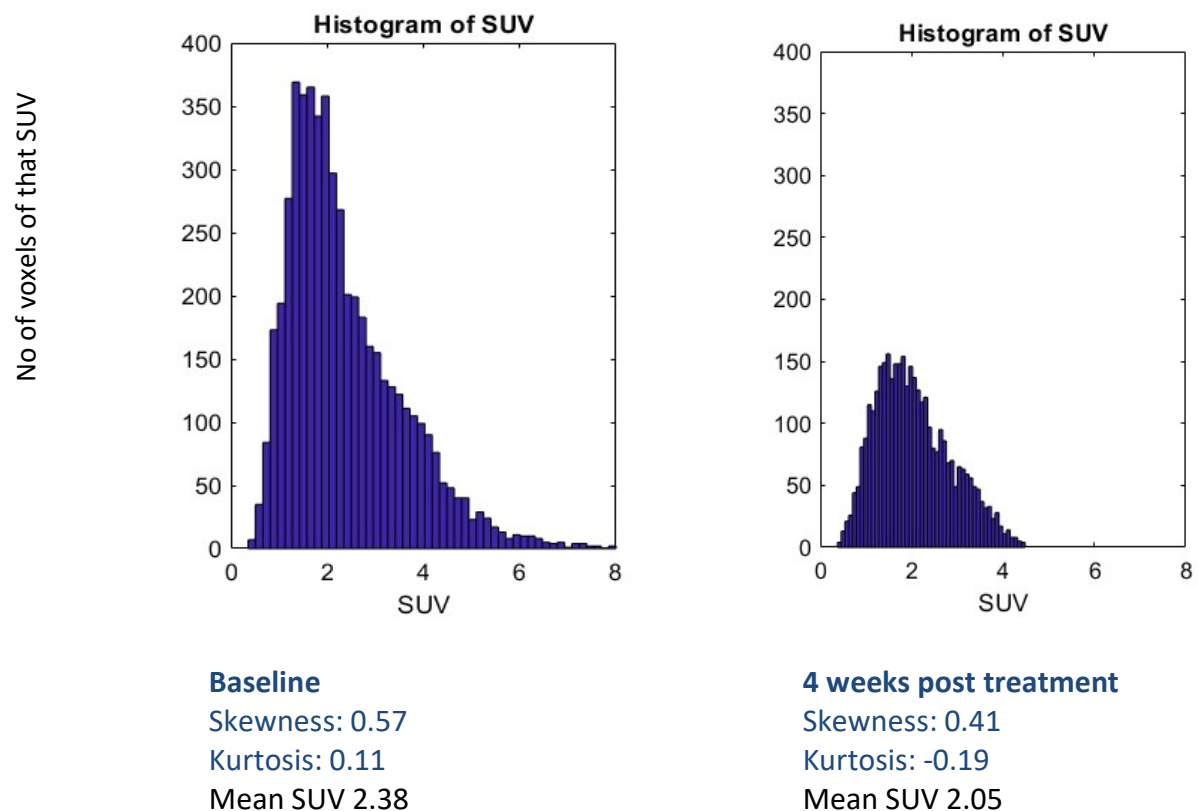 No of voxels of that SUV
Histogram of SUV
400
350
300
250
200
150
100
50
0
0 2 4 6 8
SUV
Baseline
Skewness: 0.57
Kurtosis: 0.11
Mean SUV 2.38
Histogram of SUV
400
350
300
250
200
150
100
50
0
0 2 4 6 8
SUV
4 weeks post treatment
Skewness: 0.41
Kurtosis: -0.19
Mean SUV 2.05